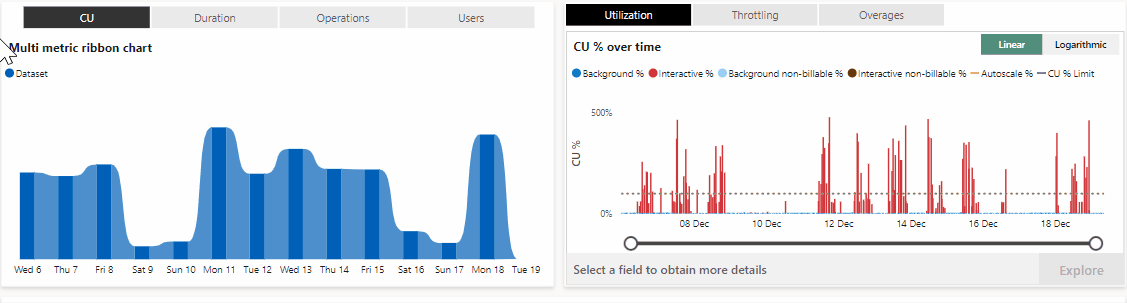 CU Duration Operations Users
Multi metric ribbon chart
Dataset
Wed 6 Thu 7 Fri 8 Sat 9 Sun 10 Mon 11 Tue 12 Wed 13 Thu 14 Fri 15 Sat 16 Sun 17 Mon 18 Tue 19
Utilization Throttling Overages
CU % over time
Linear Logarithmic
Background % Interactive % Background non-billable % Interactive non-billable % Autoscale % CU % Limit
500%
CU %
0%
08 Dec 10 Dec 12 Dec 14 Dec 16 Dec 18 Dec
Select a field to obtain more details
Explore